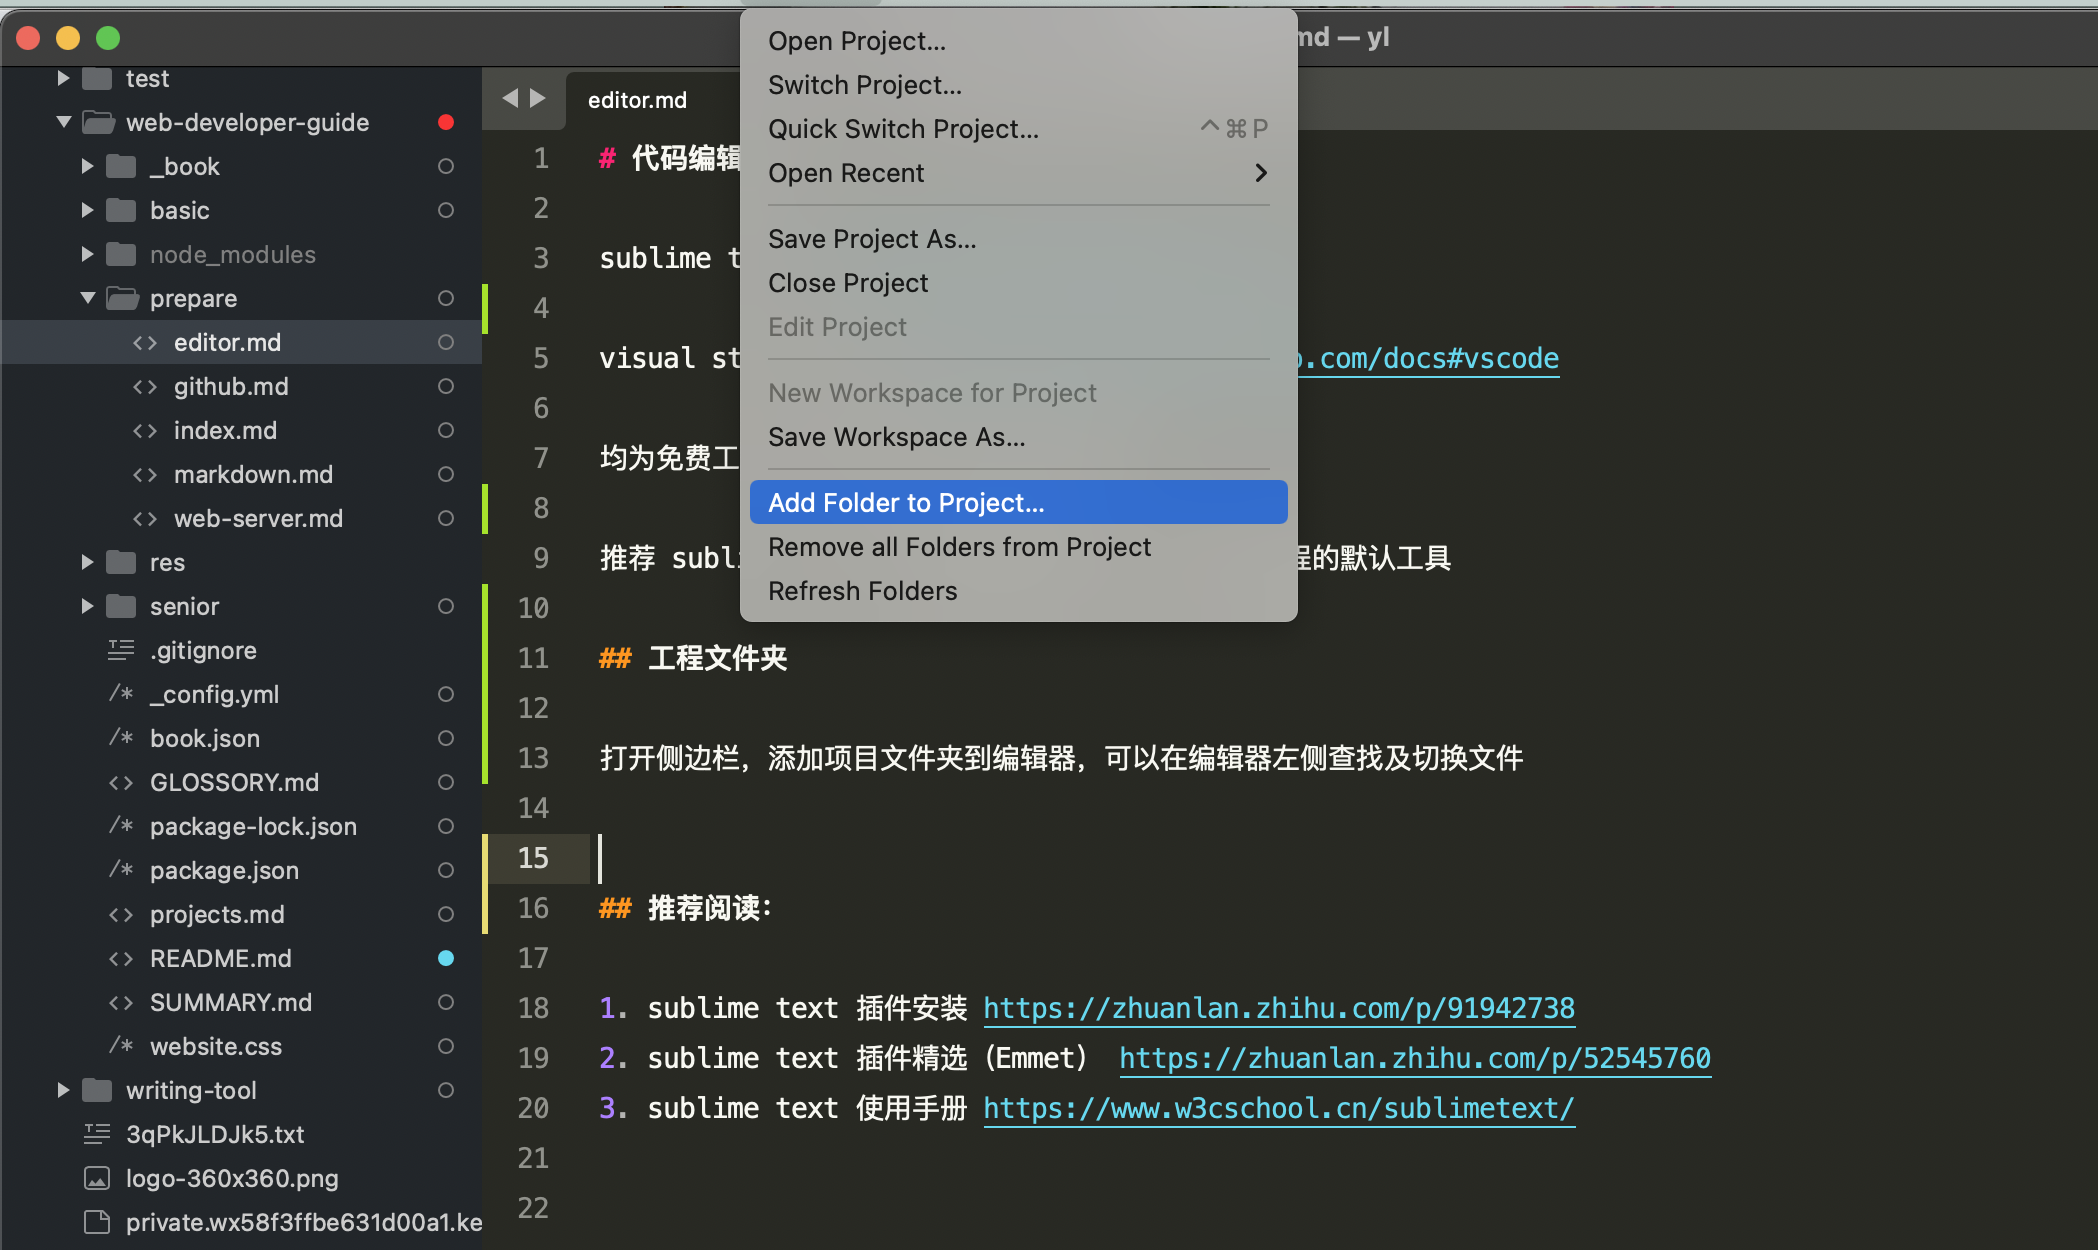 md — yl
test
web-developer-guide
_book
basic
node_modules
prepare
editor.md
github.md
index.md
markdown.md
web-server.md
res
senior
.gitignore
_config.yml
book.json
GLOSSORY.md
package-lock.json
package.json
projects.md
README.md
SUMMARY.md
website.css
writing-tool
3qPkJLDJk5.txt
logo-360x360.png
private.wx58f3ffbe631d00a1.ke
Open Project...
Switch Project...
Quick Switch Project... ^⌘P
Open Recent
Save Project As...
Close Project
Edit Project
New Workspace for Project
Save Workspace As...
Add Folder to Project...
Remove all Folders from Project
Refresh Folders
editor.md
1 # 代码编辑
2
3 sublime t
4
5 visual st o.com/docs#vscode
6
7 均为免费工
8
9 推荐 subli 程的默认工具
10
11 ## 工程文件夹
12
13 打开侧边栏，添加项目文件夹到编辑器，可以在编辑器左侧查找及切换文件
14
15
16 ## 推荐阅读：
17
18 1. sublime text 插件安装 https://zhuanlan.zhihu.com/p/91942738
19 2. sublime text 插件精选（Emmet） https://zhuanlan.zhihu.com/p/52545760
20 3. sublime text 使用手册 https://www.w3cschool.cn/sublimetext/
21
22